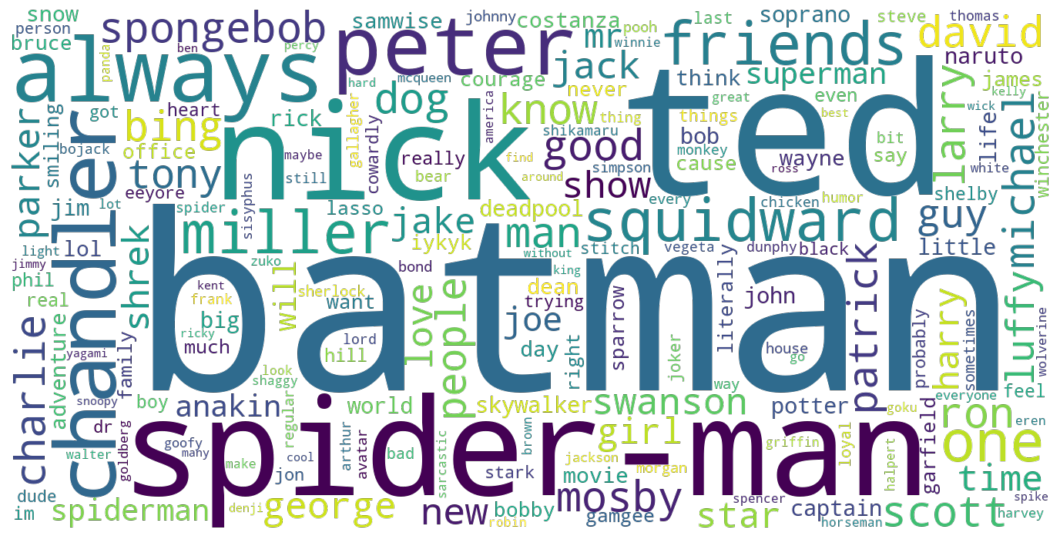 snow person bruce spongebob peter samwise johnny costanza soprano steve thomas pooh
always panda ben percy mr winnie last friends david
jack think superman naruto
smiling got heart hard mcqueen courage never even larry james kelly
parker bing rick gallagher dog america know thing things great best wick winchester
bojack office maybe cowardly really shikamaru bob monkey bit life
chandler tony nick find good simpson cause wayne say white
eeyore still bear around show every ross ted humor michael
jim lot spider sisyphus lasso jake deadpool man squidward chicken shelby guy
lol miller iykyk stitch vegeta dunphy black little
light zuko bond without literally
jimmy phil shrek kent will sherlock want love people dean king john patrick harry luffy
real frank trying
charlie big batman joe sparrow
ricky much lord hill day right joker house go probably sometimes wolverine
yagami adventure family look shaggy way feel
snoopy boy anakin world skywalker swanson potter everyone goku
dr regular girl ron eren one
walter goldberg goofy mahy arthur avatar bad sarcastic spider-man brown griffin loyal garfield
make cool jon stark movie jackson morgan halpert time
dude denji new mosby spencer captain spike
im spiderman george robin bobby gamgee star horseman scott harvey